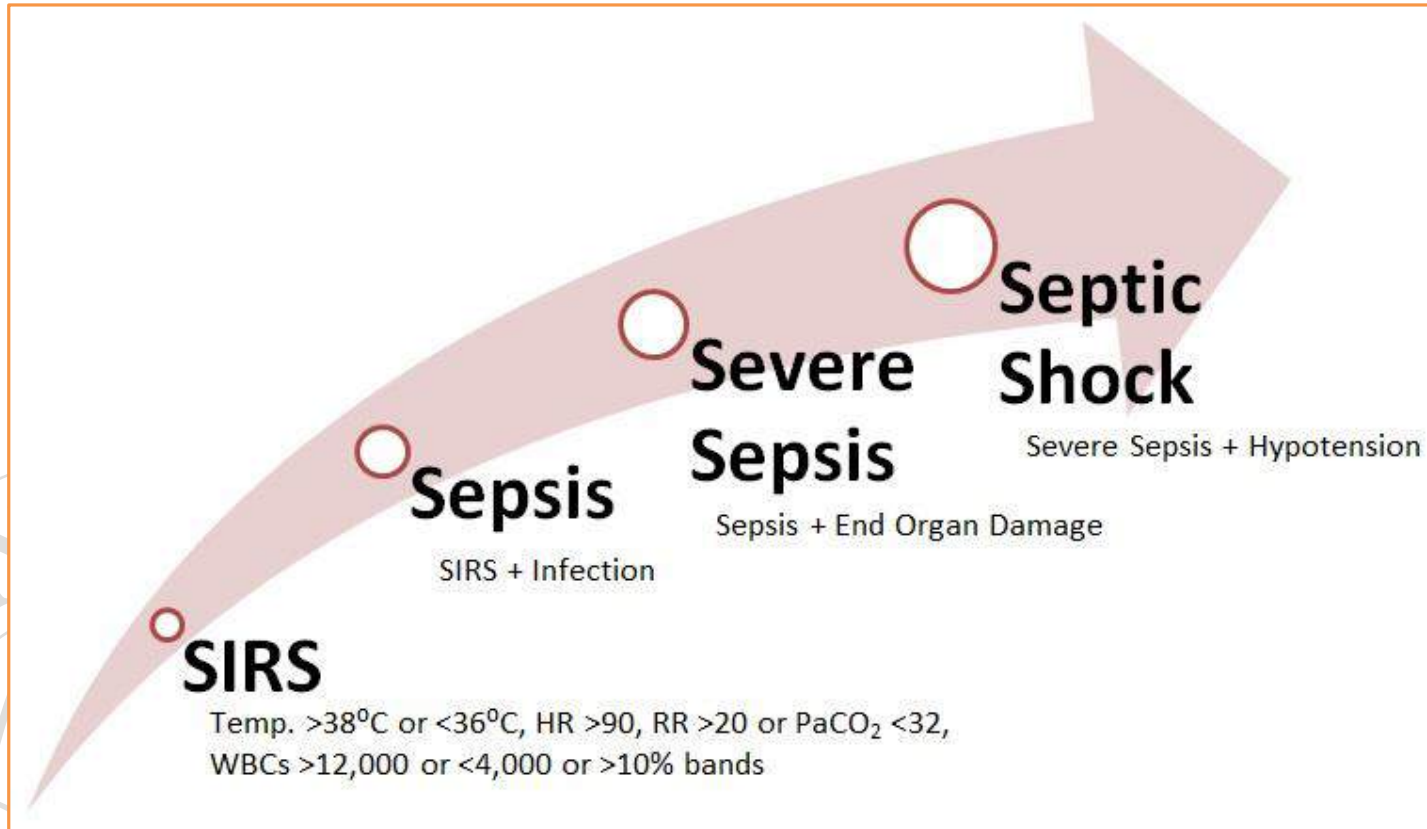 SIRS
Temp. >38⁰C or <36⁰C, HR >90, RR >20 or PaCO₂ <32,
WBCs >12,000 or <4,000 or >10% bands
Sepsis
SIRS + Infection
Severe
Sepsis
Sepsis + End Organ Damage
Septic
Shock
Severe Sepsis + Hypotension